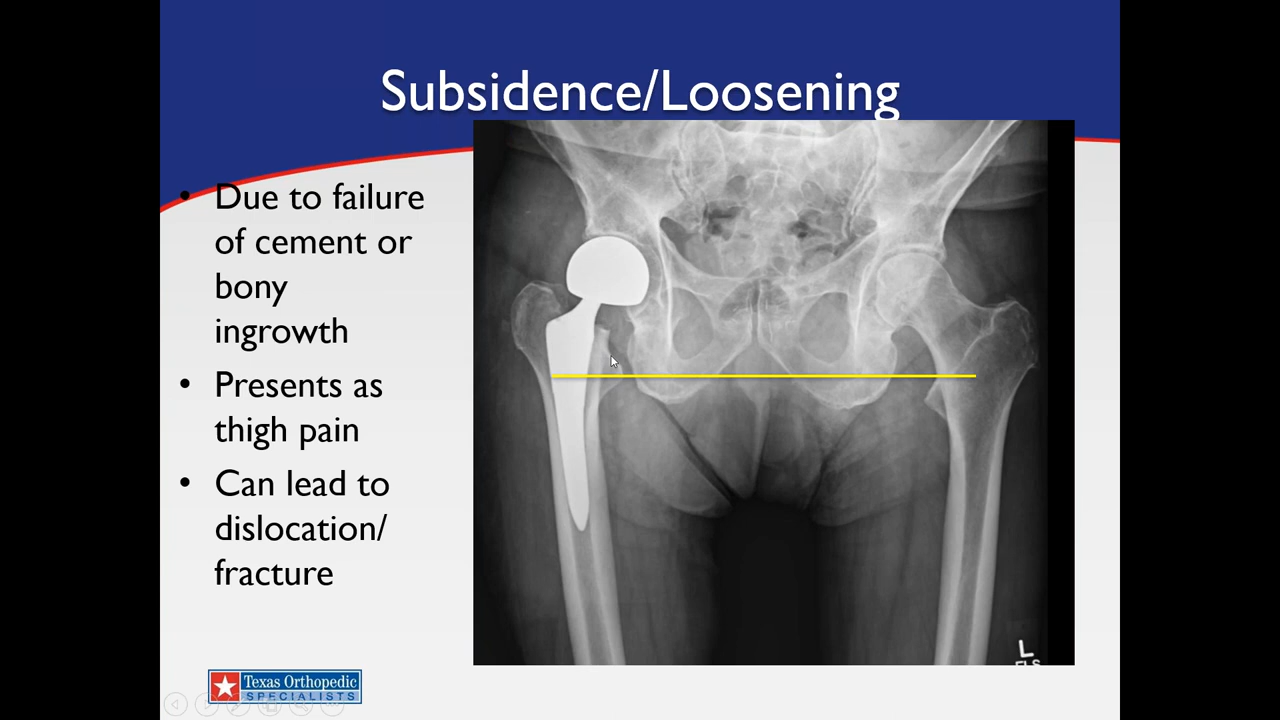 Subsidence/Loosening
• Due to failure
of cement or
bony
ingrowth
• Presents as
thigh pain
• Can lead to
dislocation/
fracture
L
Texas Orthopedic
SPECIALISTS